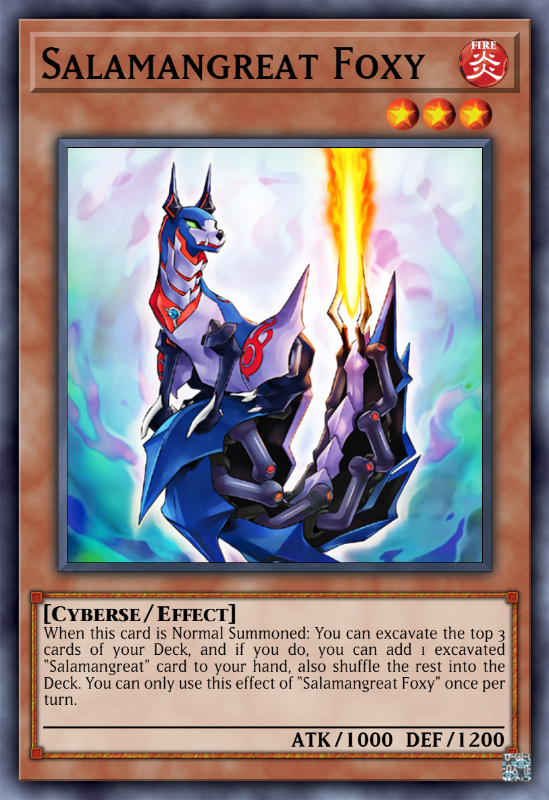 Salamangreat Foxy
FIRE
炎
[Cyberse/Effect]
When this card is Normal Summoned: You can excavate the top 3
cards of your Deck, and if you do, you can add 1 excavated
"Salamangreat" card to your hand, also shuffle the rest into the
Deck. You can only use this effect of "Salamangreat Foxy" once per
turn.
ATK/1000 DEF/1200